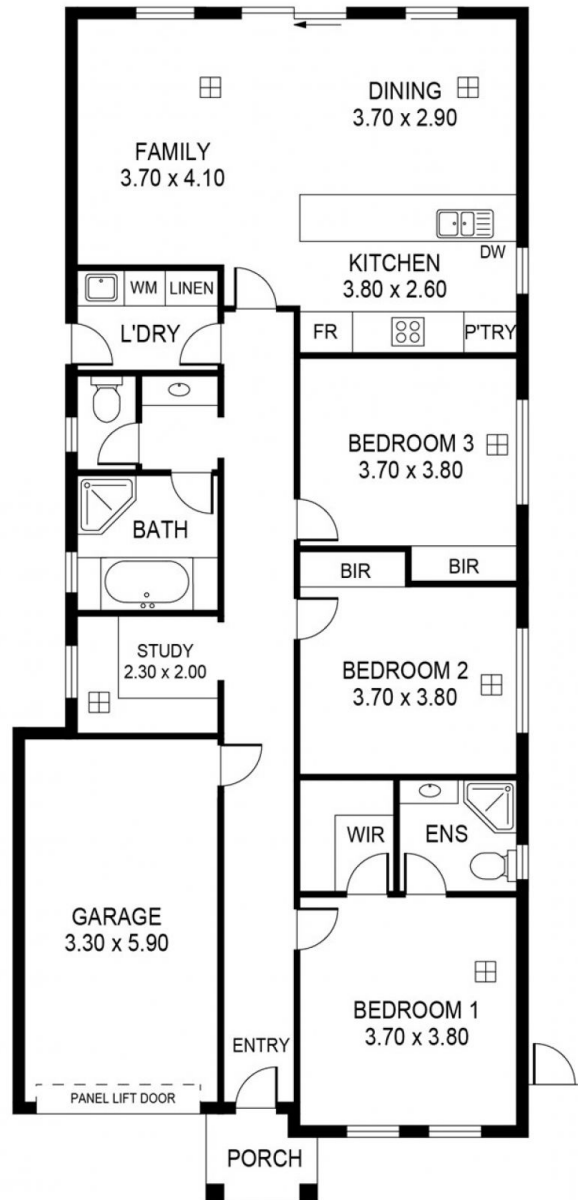 DINING
3.70 x 2.90
FAMILY
3.70 x 4.10
DW
KITCHEN
3.80 x 2.60
WM
LINEN
L'DRY
FR
P'TRY
BEDROOM 3
3.70 x 3.80
BATH
BIR
BIR
STUDY
2.30 x 2.00
BEDROOM 2
3.70 x 3.80
WIR
ENS
GARAGE
3.30 x 5.90
BEDROOM 1
3.70 x 3.80
ENTRY
PANEL LIFT DOOR
PORCH